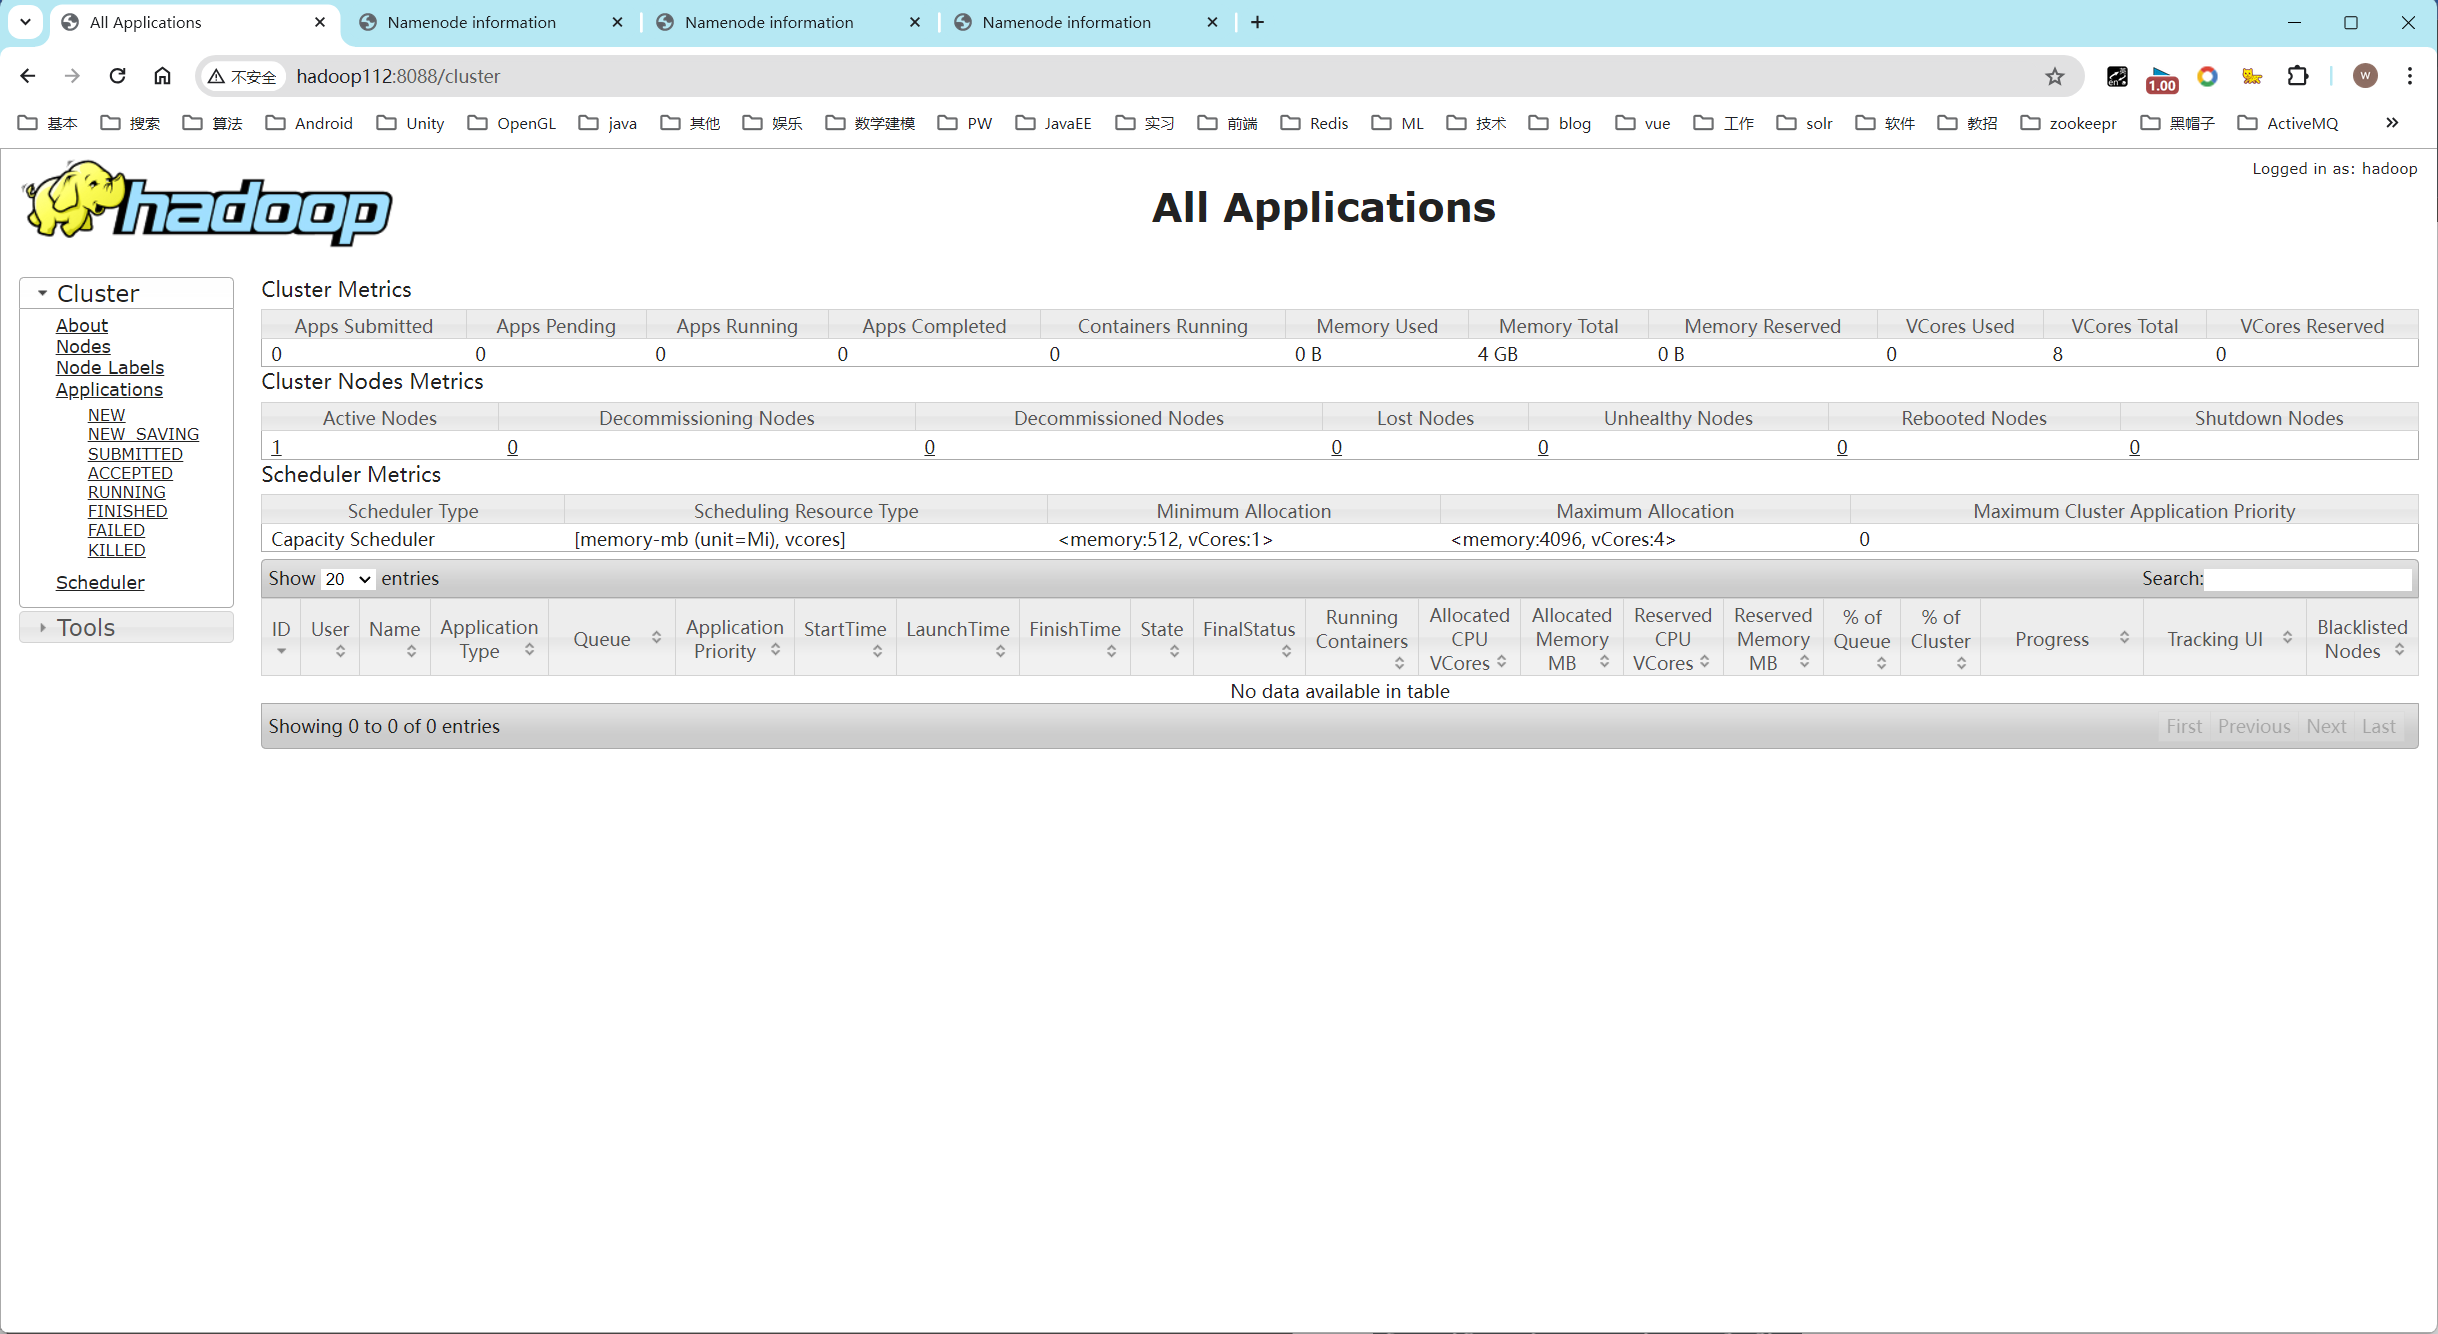 All Applications
Namenode information
Namenode information
Namenode information
不安全 hadoop112:8088/cluster
1.00
W
基本 搜索 算法 Android Unity OpenGL java 其他 娱乐 数学建模 PW JavaEE 实习 前端 Redis ML 技术 blog vue 工作 solr 软件 教招 zookeepr 黑帽子 ActiveMQ
Logged in as: hadoop
hadoop
All Applications
Cluster
About
Nodes
Node Labels
Applications
NEW
NEW_SAVING
SUBMITTED
ACCEPTED
RUNNING
FINISHED
FAILED
KILLED
Scheduler
Tools
Cluster Metrics
Apps Submitted Apps Pending Apps Running Apps Completed Containers Running Memory Used Memory Total Memory Reserved VCores Used VCores Total VCores Reserved
0 0 0 0 0 0 B 4 GB 0 B 0 8 0
Cluster Nodes Metrics
Active Nodes Decommissioning Nodes Decommissioned Nodes Lost Nodes Unhealthy Nodes Rebooted Nodes Shutdown Nodes
1 0 0 0 0 0 0
Scheduler Metrics
Scheduler Type Scheduling Resource Type Minimum Allocation Maximum Allocation Maximum Cluster Application Priority
Capacity Scheduler [memory-mb (unit=Mi), vcores] <memory:512, vCores:1> <memory:4096, vCores:4> 0
Show 20 entries Search:
ID User Name Application Type Queue Application Priority StartTime LaunchTime FinishTime State FinalStatus Running Containers Allocated CPU VCores Allocated Memory MB Reserved CPU VCores Reserved Memory MB % of Queue % of Cluster Progress Tracking UI Blacklisted Nodes
No data available in table
Showing 0 to 0 of 0 entries First Previous Next Last